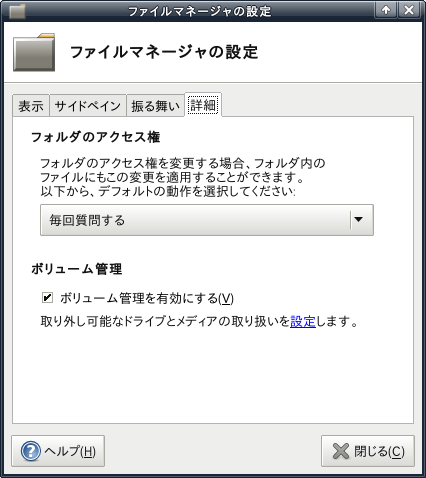 ファイルマネージャの設定
ファイルマネージャの設定
表示 サイドペイン 振る舞い 詳細
フォルダのアクセス権
フォルダのアクセス権を変更する場合、フォルダ内の
ファイルにもこの変更を適用することができます。
以下から、デフォルトの動作を選択してください:
毎回質問する
ボリューム管理
ボリューム管理を有効にする(V)
取り外し可能なドライブとメディアの取り扱いを設定します。
ヘルプ(H) 閉じる(C)